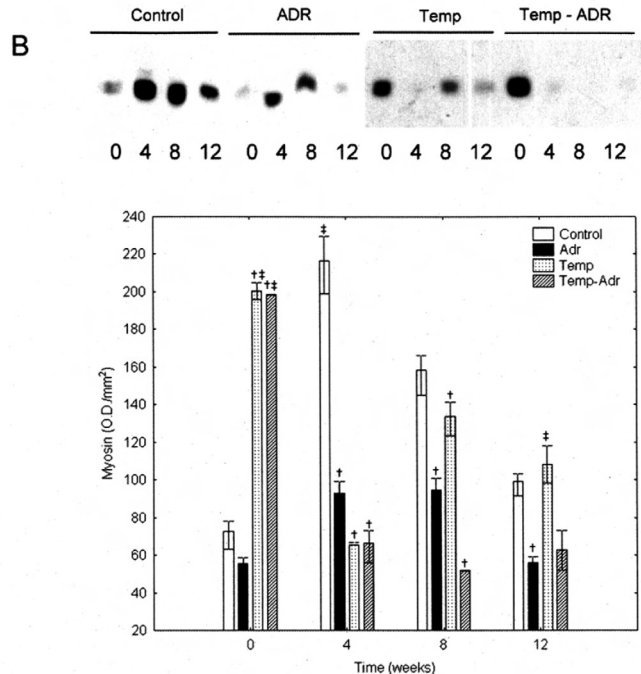 Control ADR Temp Temp - ADR
B
0 4 8 12 0 4 8 12 0 4 8 12 0 4 8 12
240
220
200
180
160
140
120
100
80
60
40
20
Myosin (O.D./mm²)
†‡ †‡ ‡
† † †
† † †
‡ †
Control
Adr
Temp
Temp-Adr
0 4 8 12
Time (weeks)